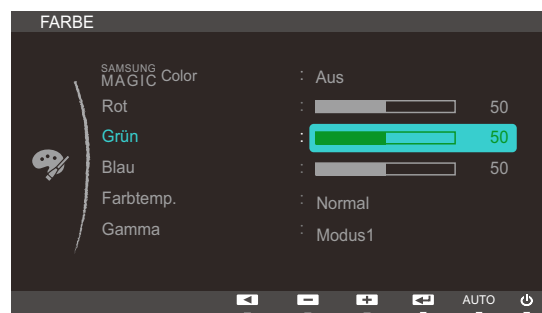 FARBE
SAMSUNG MAGIC Color : Aus
Rot : 50
Grün : 50
Blau : 50
Farbtemp. : Normal
Gamma : Modus1
AUTO